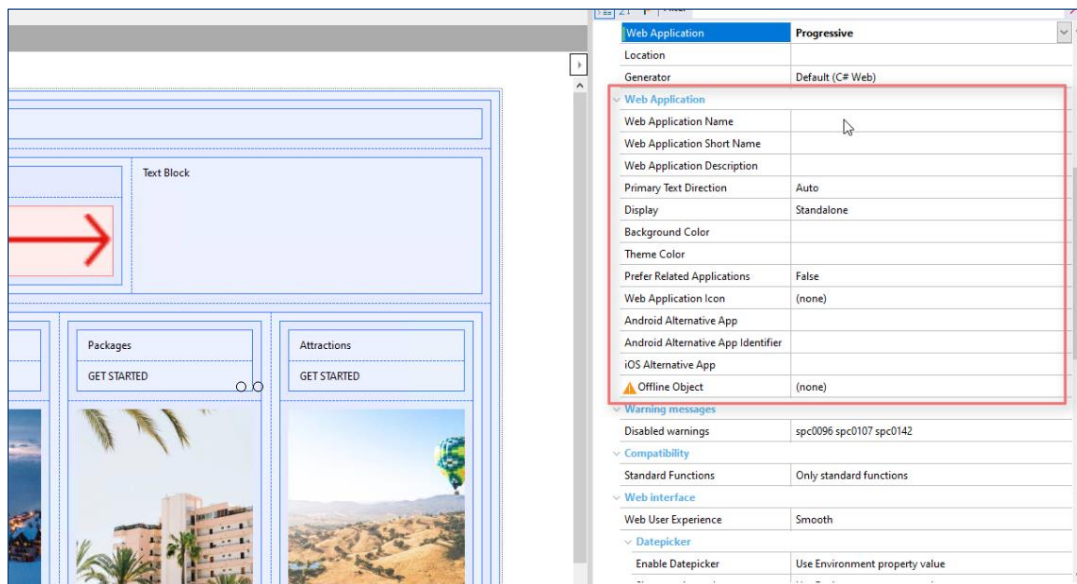 Text Block
Packages
GET STARTED
Attractions
GET STARTED
Web Application Progressive
Location
Generator Default (C# Web)
Web Application
Web Application Name
Web Application Short Name
Web Application Description
Primary Text Direction Auto
Display Standalone
Background Color
Theme Color
Prefer Related Applications False
Web Application Icon (none)
Android Alternative App
Android Alternative App Identifier
iOS Alternative App
Offline Object (none)
Warning messages
Disabled warnings spc0096 spc0107 spc0142
Compatibility
Standard Functions Only standard functions
Web interface
Web User Experience Smooth
Datepicker
Enable Datepicker Use Environment property value